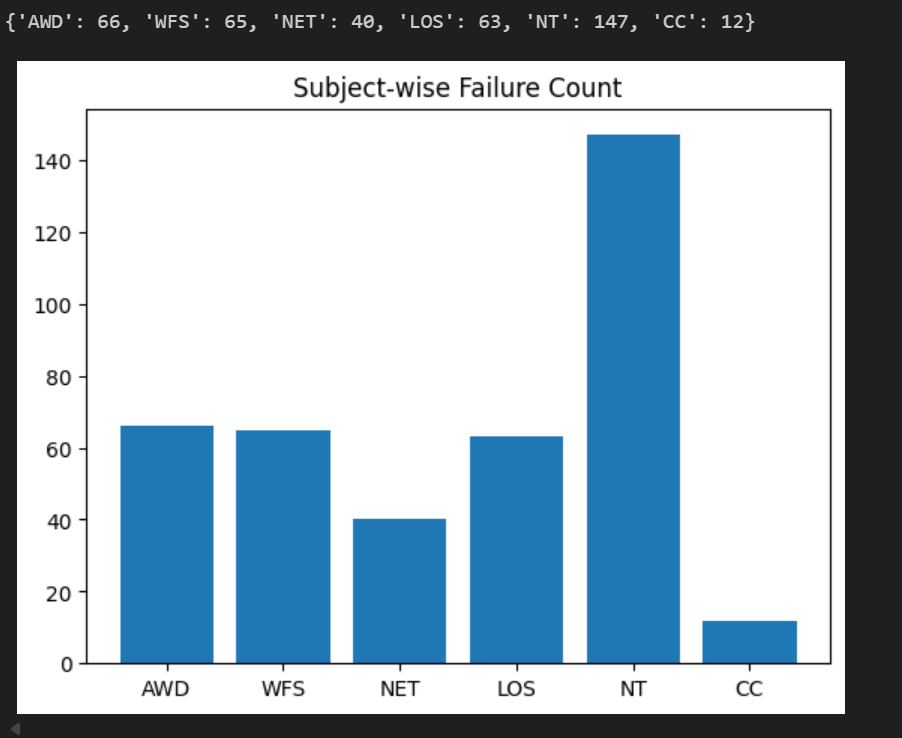 {'AWD': 66, 'WFS': 65, 'NET': 40, 'LOS': 63, 'NT': 147, 'CC': 12}
Subject-wise Failure Count
140
120
100
80
60
40
20
0
AWD WFS NET LOS NT CC